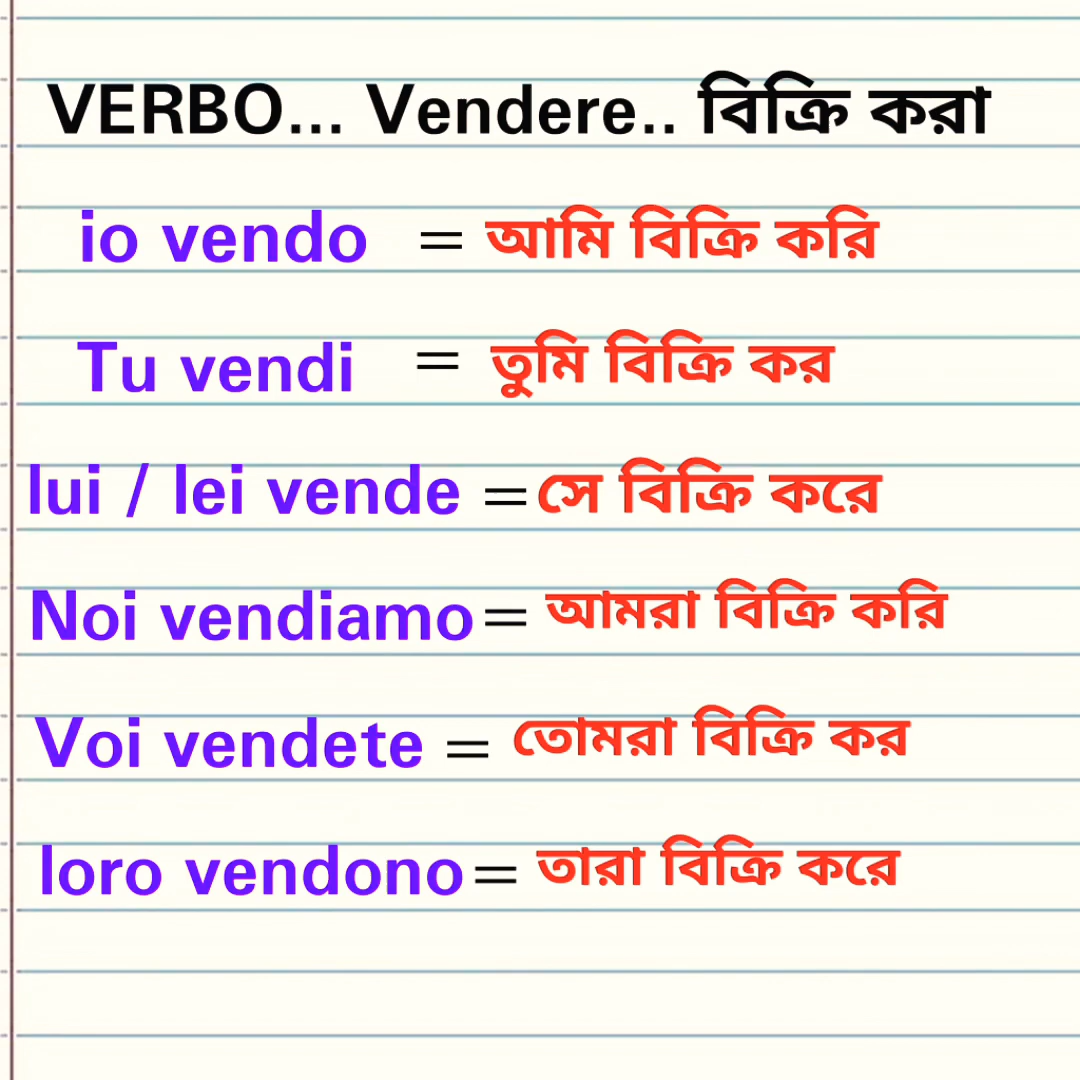 VERBO... Vendere.. বিক্রি করা
io vendo = আমি বিক্রি করি
Tu vendi = তুমি বিক্রি কর
lui / lei vende = সে বিক্রি করে
Noi vendiamo = আমরা বিক্রি করি
Voi vendete = তোমরা বিক্রি কর
loro vendono = তারা বিক্রি করে